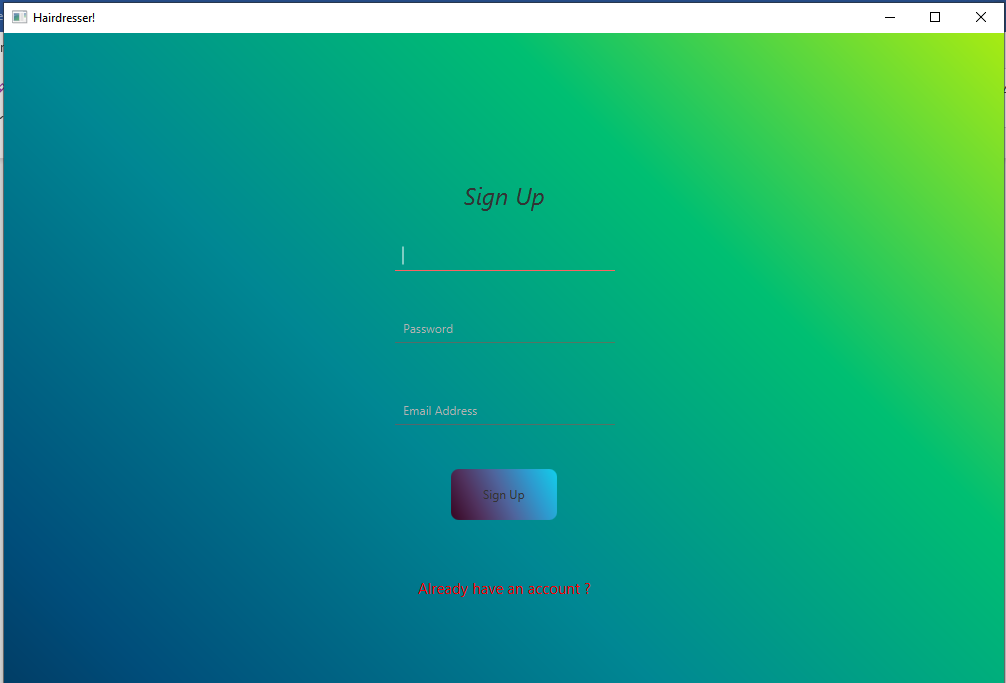 Hairdresser!
Sign Up
Password
Email Address
Sign Up
Already have an account ?